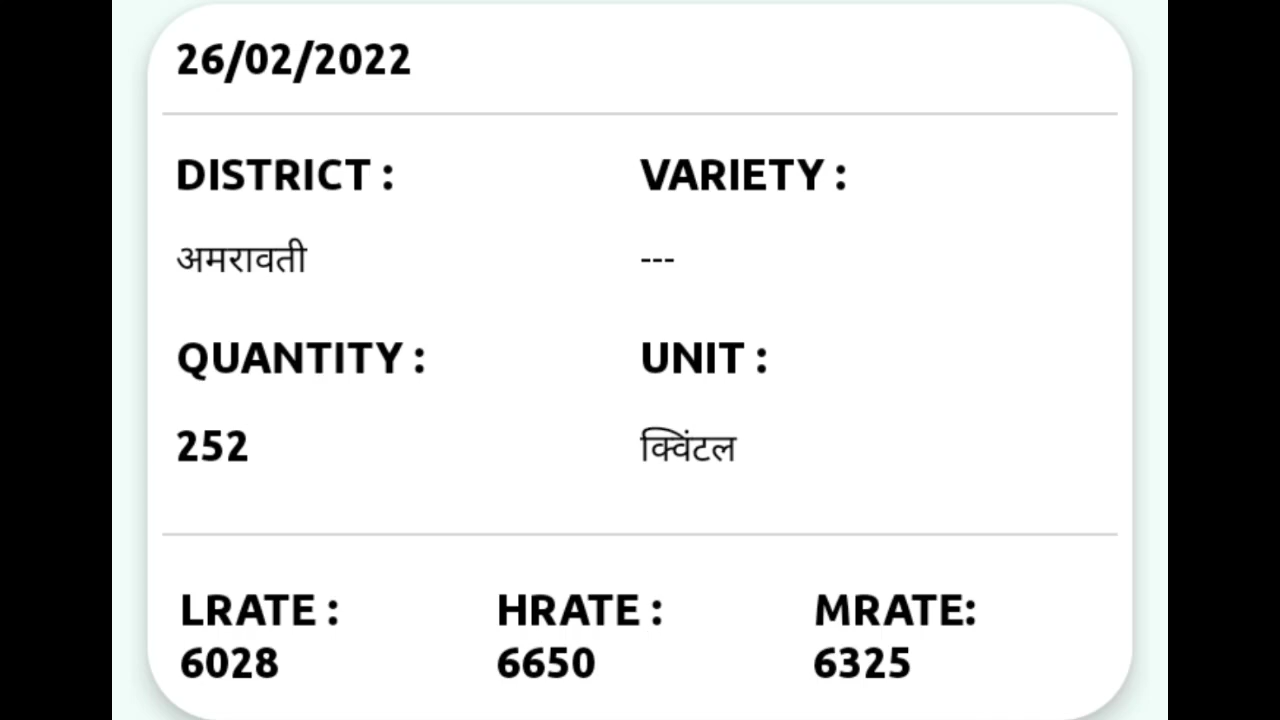 26/02/2022
DISTRICT : VARIETY :
अमरावती ---
QUANTITY : UNIT :
252 क्विंटल
LRATE : HRATE : MRATE:
6028 6650 6325